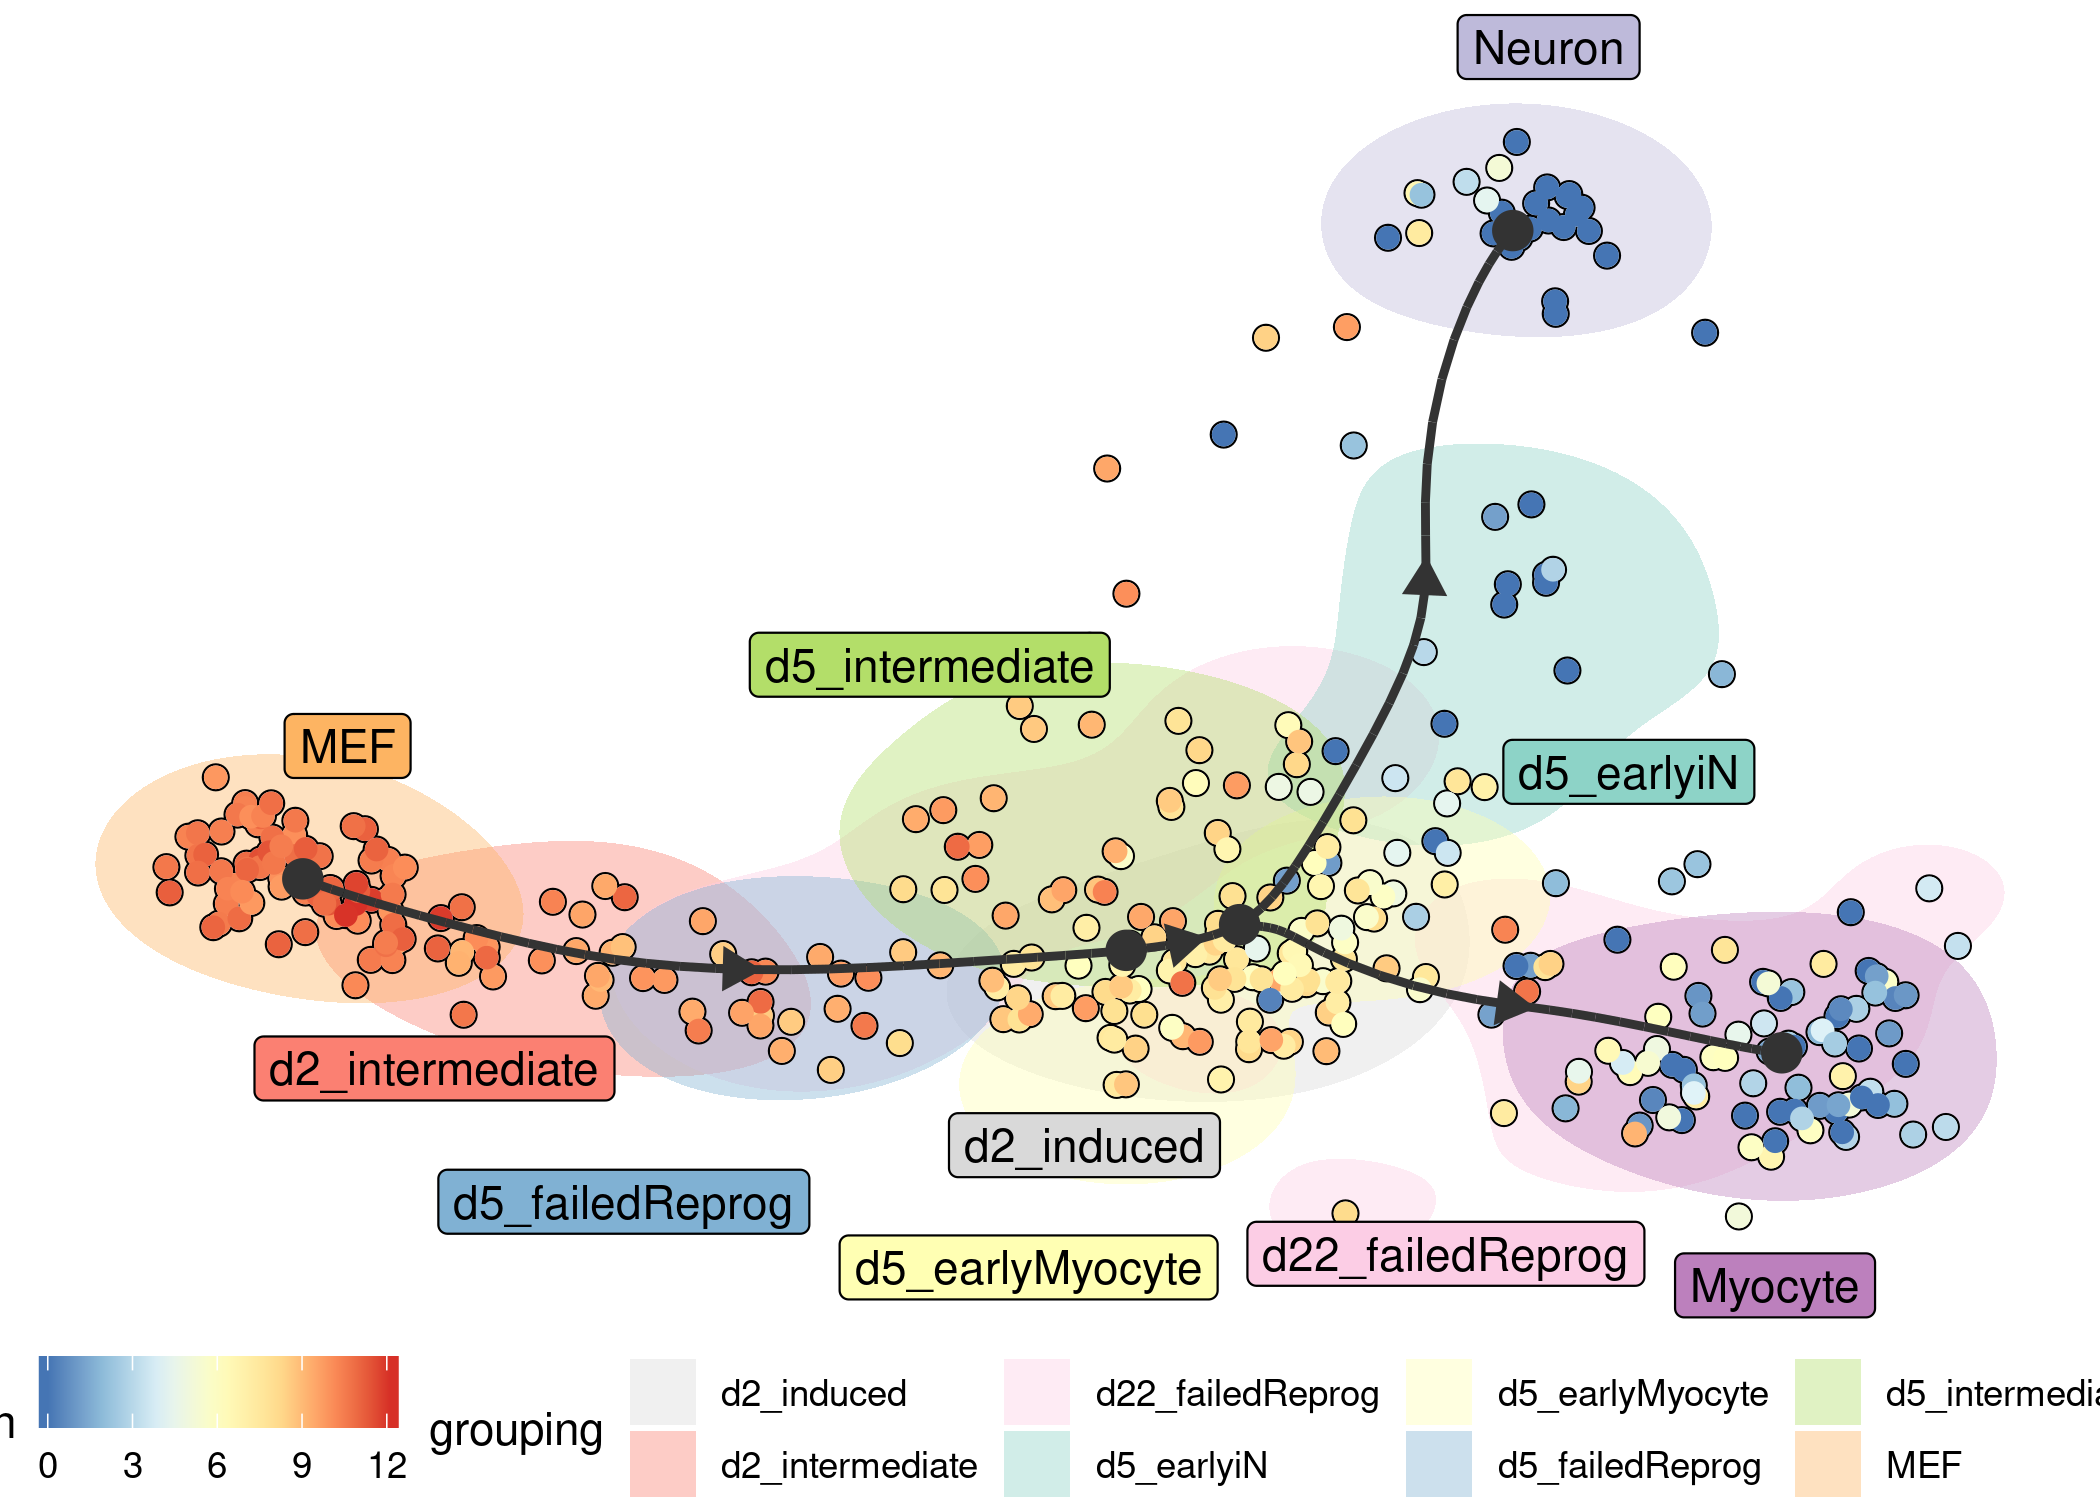 Neuron
d5_intermediate
MEF
d5_earlyiN
d2_intermediate
d2_induced
d5_failedReprog
d5_earlyMyocyte
d22_failedReprog
Myocyte
n
0 3 6 9 12
grouping
d2_induced
d2_intermediate
d22_failedReprog
d5_earlyiN
d5_earlyMyocyte
d5_failedReprog
d5_intermedia
MEF